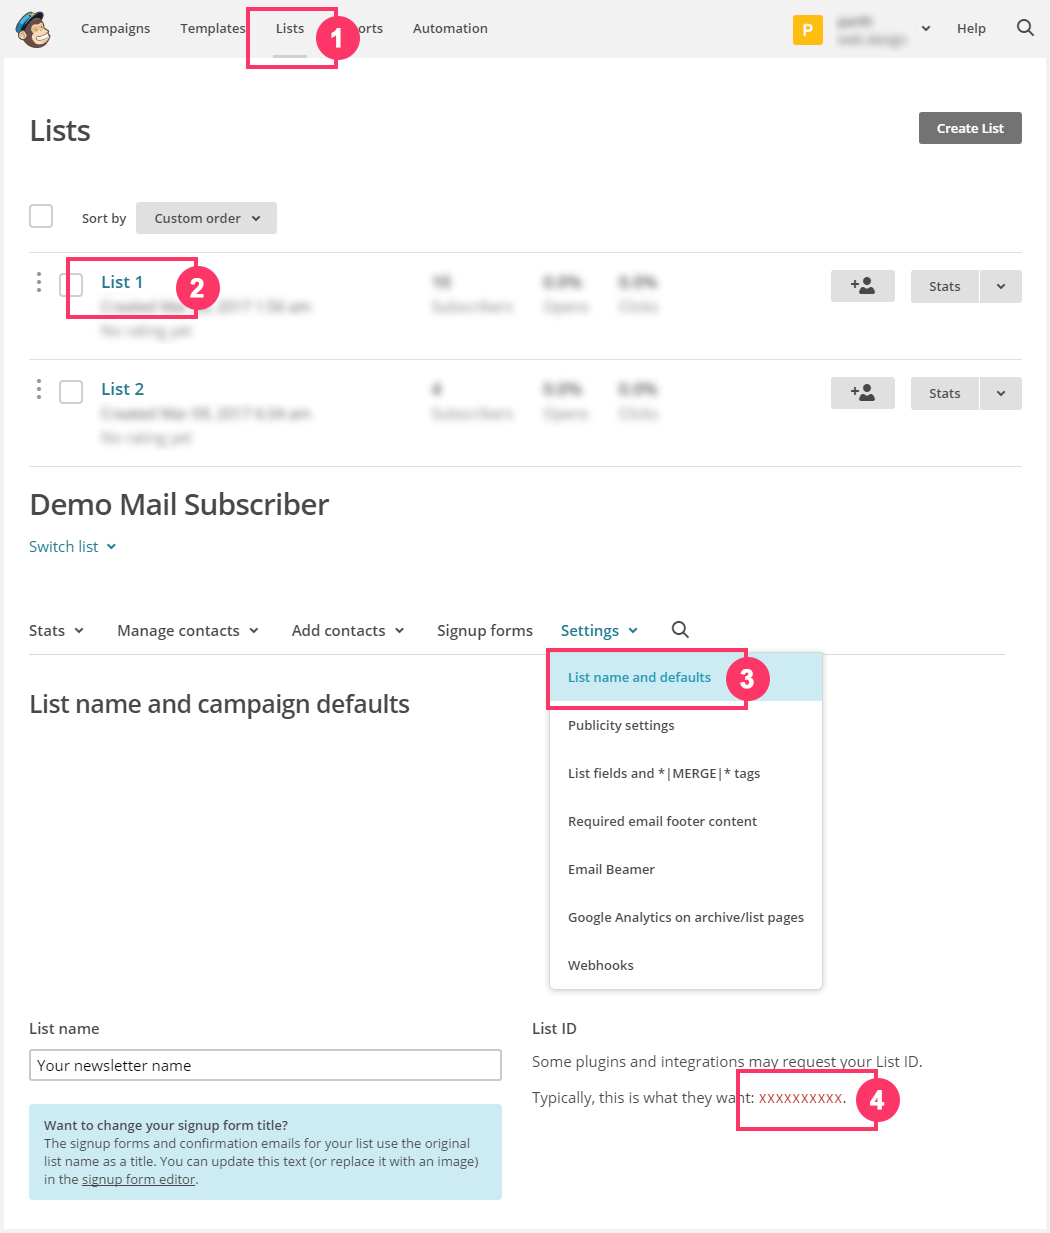 Campaigns Templates Lists 1 orts Automation P Help
Lists
Create List
Sort by Custom order
List 1 2
Stats
List 2
Stats
Demo Mail Subscriber
Switch list
Stats Manage contacts Add contacts Signup forms Settings
List name and defaults 3
List name and campaign defaults
Publicity settings
List fields and *|MERGE|* tags
Required email footer content
Email Beamer
Google Analytics on archive/list pages
Webhooks
List name
Your newsletter name
Want to change your signup form title?
The signup forms and confirmation emails for your list use the original
list name as a title. You can update this text (or replace it with an image)
in the signup form editor.
List ID
Some plugins and integrations may request your List ID.
Typically, this is what they want: xxxxxxxxxx. 4